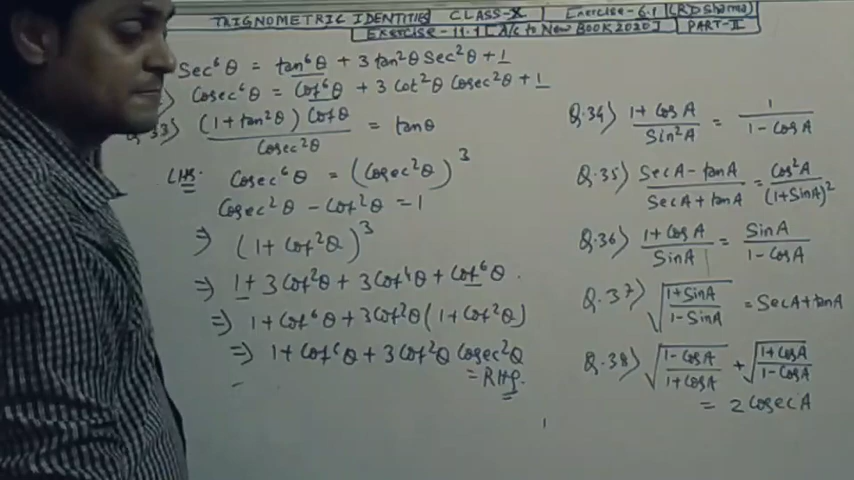 TRIGNOMETRIC IDENTITIES CLASS-X Exercise-6.1 (RD Sharma)
EXERCISE-11.1 [A/c to New BOOK 2020] PART-II
Sec⁶θ = tan⁶θ + 3 tan²θ Sec²θ + 1
) Cosec⁶θ = Cot⁶θ + 3 Cot²θ Cosec²θ + 1
Q.33) (1+tan²θ) Cotθ / Cosec²θ = tanθ
LHS. Cosec⁶θ = (Cosec²θ)³
Cosec²θ - Cot²θ = 1
⇒ (1+ Cot²θ)³
⇒ 1 + 3 Cot²θ + 3 Cot⁴θ + Cot⁶θ.
⇒ 1 + Cot⁶θ + 3 Cot²θ (1+ Cot²θ)
⇒ 1 + Cot⁶θ + 3 Cot²θ Cosec²θ
= RHS.
Q.34) 1+ CosA / Sin²A = 1 / 1 - CosA
Q.35) SecA - tanA / SecA + tanA = Cos²A / (1+SinA)²
Q.36) 1+ CosA / SinA = SinA / 1- CosA
Q.37) √(1+SinA / 1-SinA) = SecA + tanA
Q.38) √(1-CosA / 1+CosA) + √(1+CosA / 1-CosA)
= 2 CosecA